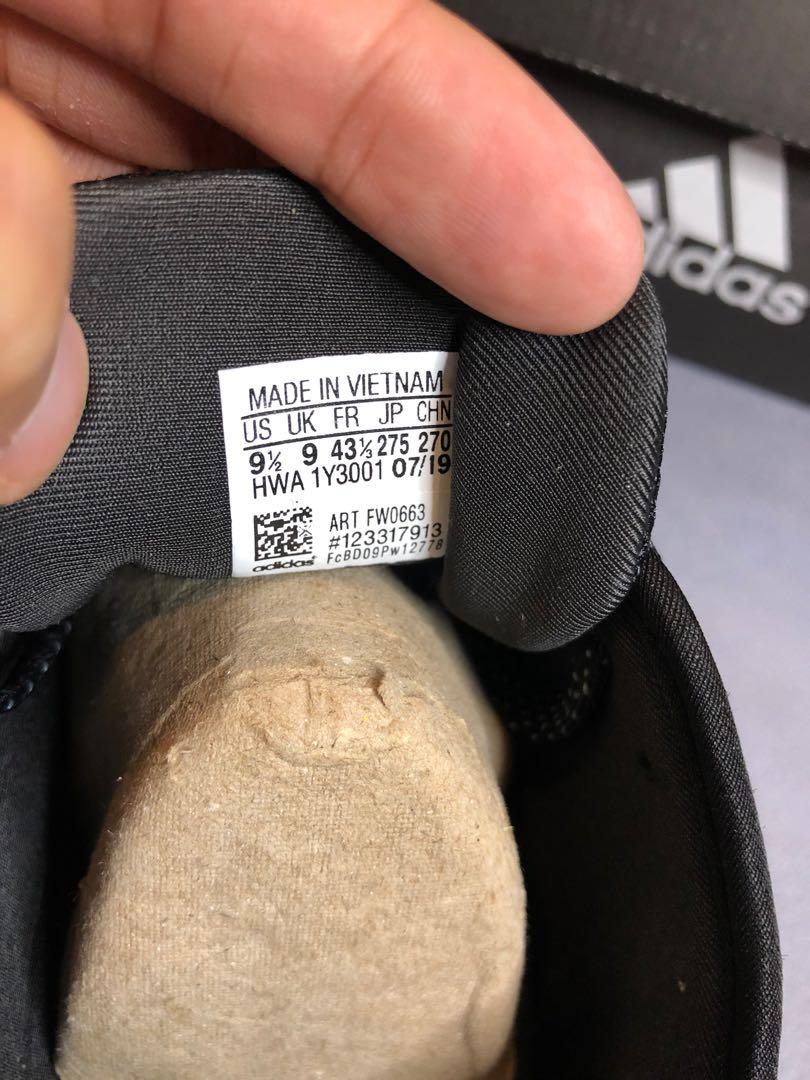 MADE IN VIETNAM
US UK FR JP CHN
9½ 9 43⅓ 275 270
HWA 1Y3001 07/19
ART FW0663
#123317913
FcBD09Pw12778
adidas
adidas